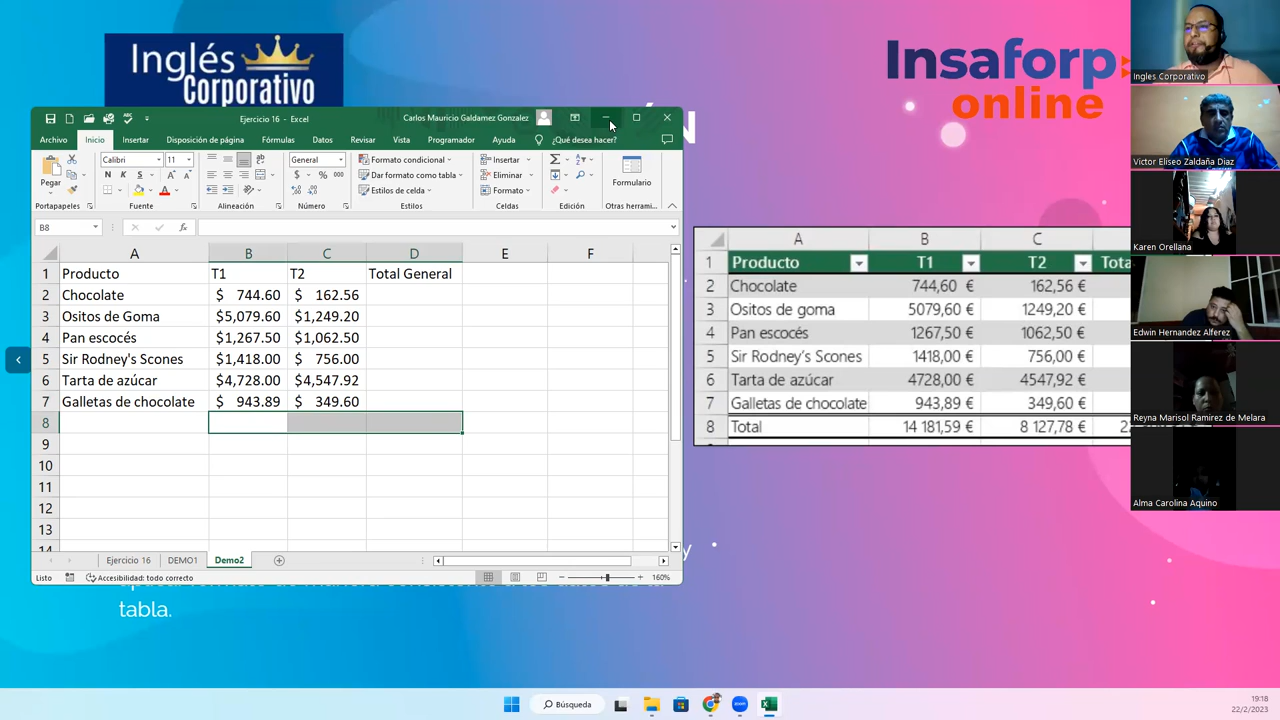 Inglés
Corporativo
Insaforp
online
ÓN
Ejercicio 16 - Excel
Carlos Mauricio Galdamez Gonzalez
Archivo Inicio Insertar Disposición de página Fórmulas Datos Revisar Vista Programador Ayuda ¿Qué desea hacer?
Pegar
Calibri 11
N K S
General
Formato condicional
Dar formato como tabla
Estilos de celda
Insertar
Eliminar
Formato
Formulario
Portapapeles Fuente Alineación Número Estilos Celdas Edición Otras herrami...
B8
A B C D E F
1 Producto T1 T2 Total General
2 Chocolate $ 744.60 $ 162.56
3 Ositos de Goma $5,079.60 $1,249.20
4 Pan escocés $1,267.50 $1,062.50
5 Sir Rodney's Scones $1,418.00 $ 756.00
6 Tarta de azúcar $4,728.00 $4,547.92
7 Galletas de chocolate $ 943.89 $ 349.60
8
9
10
11
12
13
14
Ejercicio 16 DEMO1 Demo2
Listo Accesibilidad: todo correcto 160%
A B C
1 Producto T1 T2 Tota
2 Chocolate 744,60 € 162,56 €
3 Ositos de goma 5079,60 € 1249,20 €
4 Pan escocés 1267,50 € 1062,50 €
5 Sir Rodney's Scones 1418,00 € 756,00 €
6 Tarta de azúcar 4728,00 € 4547,92 €
7 Galletas de chocolate 943,89 € 349,60 €
8 Total 14 181,59 € 8 127,78 € 2
y
tabla.
Ingles Corporativo
Victor Eliseo Zaldaña Diaz
Karen Orellana
Edwin Hernandez Alferez
Reyna Marisol Ramirez de Melara
Alma Carolina Aquino
Búsqueda
19:18
22/2/2023